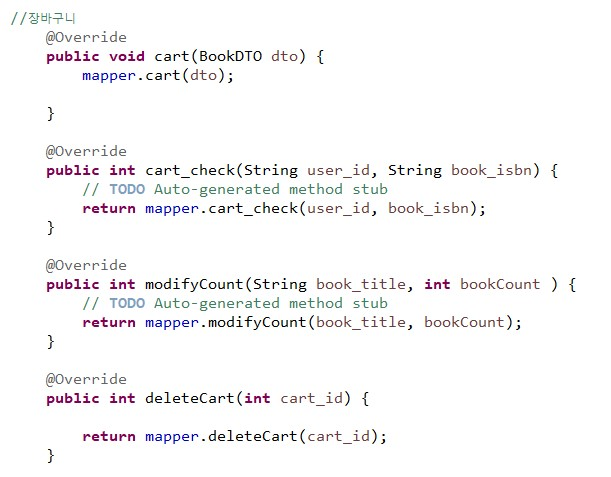 //장바구니
@Override
public void cart(BookDTO dto) {
mapper.cart(dto);
}
@Override
public int cart_check(String user_id, String book_isbn) {
// TODO Auto-generated method stub
return mapper.cart_check(user_id, book_isbn);
}
@Override
public int modifyCount(String book_title, int bookCount ) {
// TODO Auto-generated method stub
return mapper.modifyCount(book_title, bookCount);
}
@Override
public int deleteCart(int cart_id) {
return mapper.deleteCart(cart_id);
}